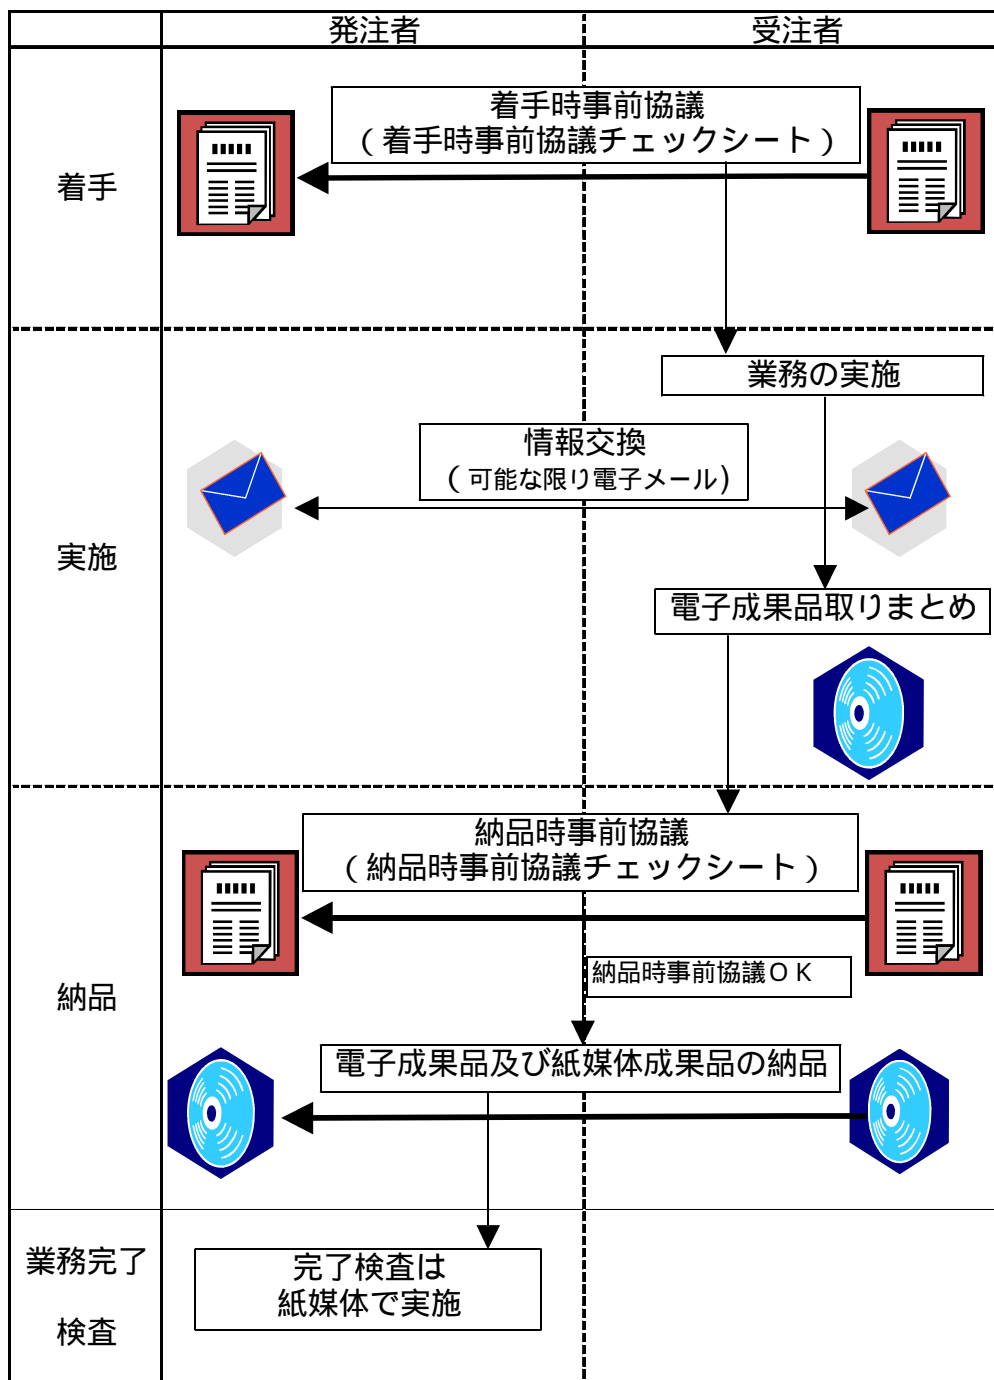 発注者
受注者
着手
着手時事前協議
（着手時事前協議チェックシート）
業務の実施
実施
情報交換
（可能な限り電子メール)
電子成果品取りまとめ
納品
納品時事前協議
（納品時事前協議チェックシート）
納品時事前協議ＯＫ
電子成果品及び紙媒体成果品の納品
業務完了
検査
完了検査は
紙媒体で実施